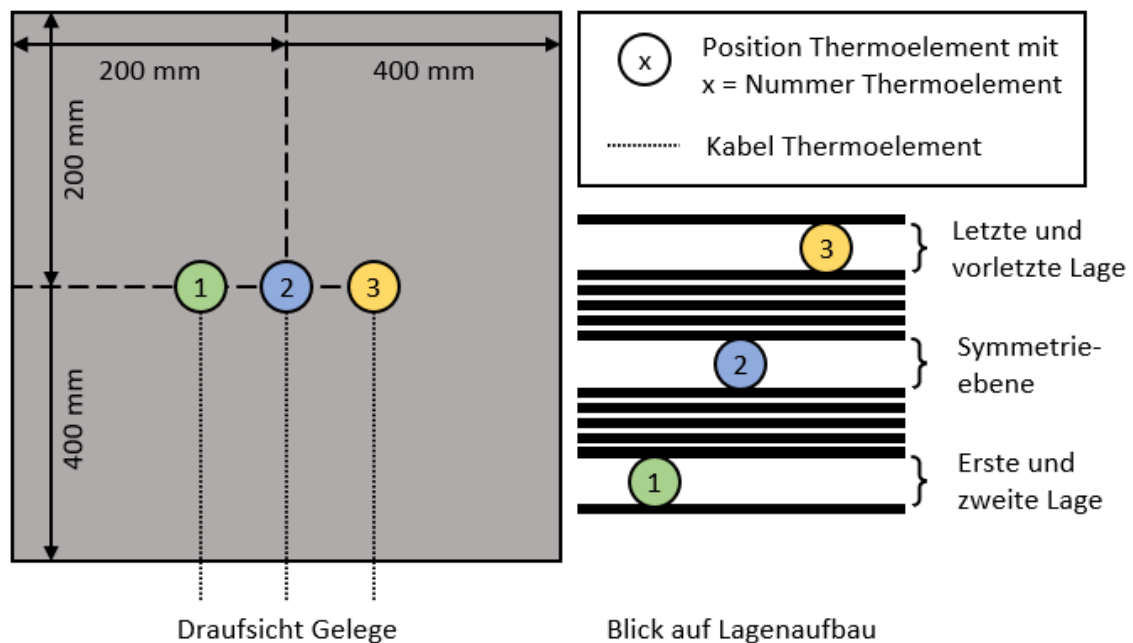 200 mm
400 mm
200 mm
400 mm
1
2
3
Draufsicht Gelege
x
Position Thermoelement mit
x = Nummer Thermoelement
Kabel Thermoelement
3
Letzte und
vorletzte Lage
2
Symmetrie-
ebene
1
Erste und
zweite Lage
Blick auf Lagenaufbau